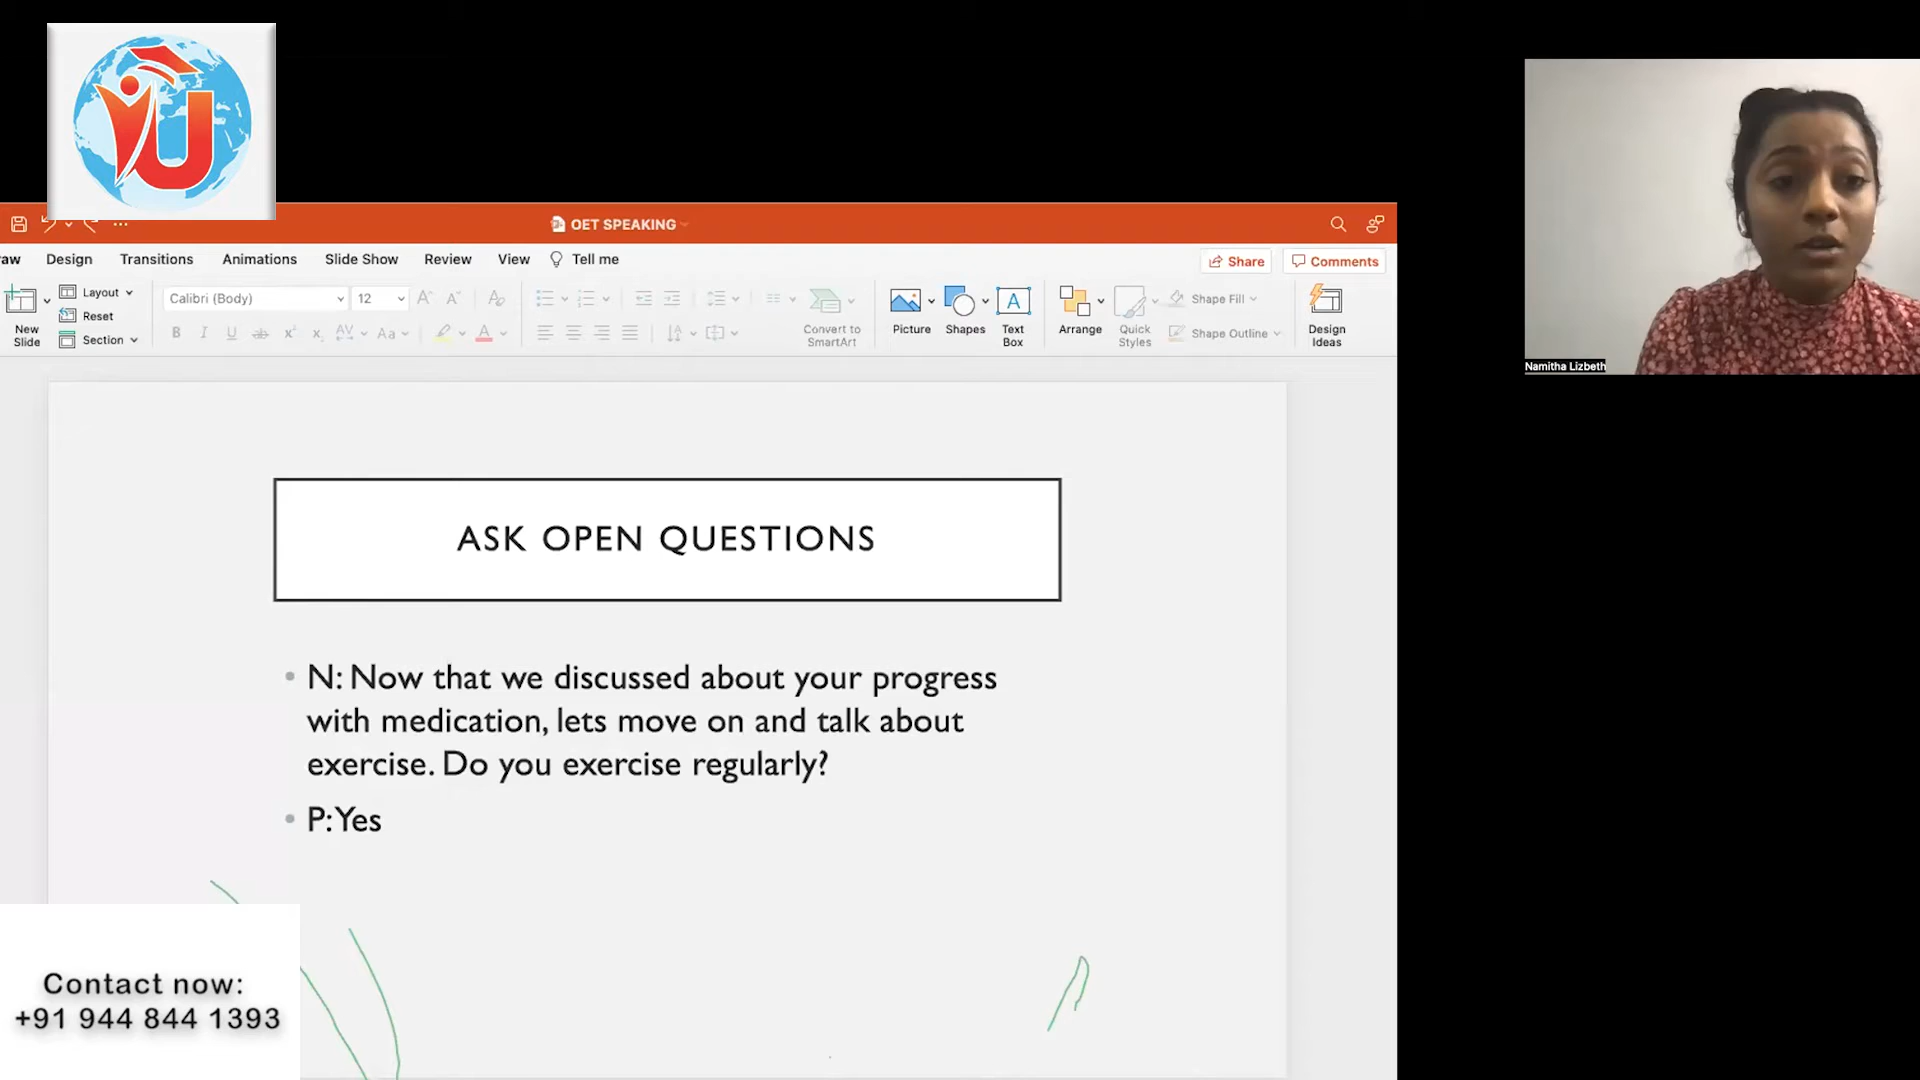 OET SPEAKING
aw Design Transitions Animations Slide Show Review View Tell me
Share Comments
New
Slide
Layout
Reset
Section
Calibri (Body) 12
Convert to
SmartArt
Picture
Shapes
Text
Box
Arrange
Quick
Styles
Shape Fill
Shape Outline
Design
Ideas
Namitha Lizbeth
ASK OPEN QUESTIONS
N: Now that we discussed about your progress
with medication, lets move on and talk about
exercise. Do you exercise regularly?
P: Yes
Contact now:
+91 944 844 1393